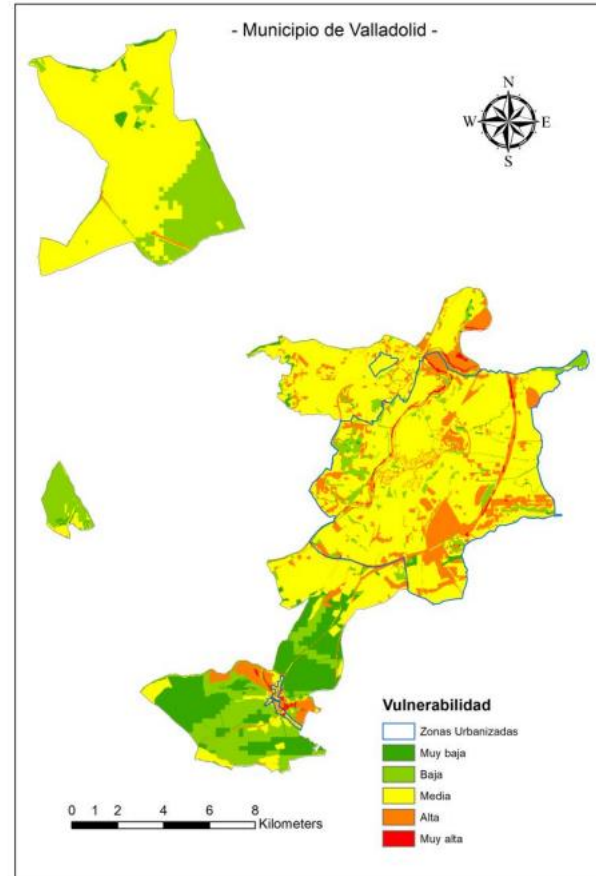 - Municipio de Valladolid -
N
W E
S
Vulnerabilidad
Zonas Urbanizadas
Muy baja
Baja
Media
Alta
Muy alta
0 1 2 4 6 8
Kilometers